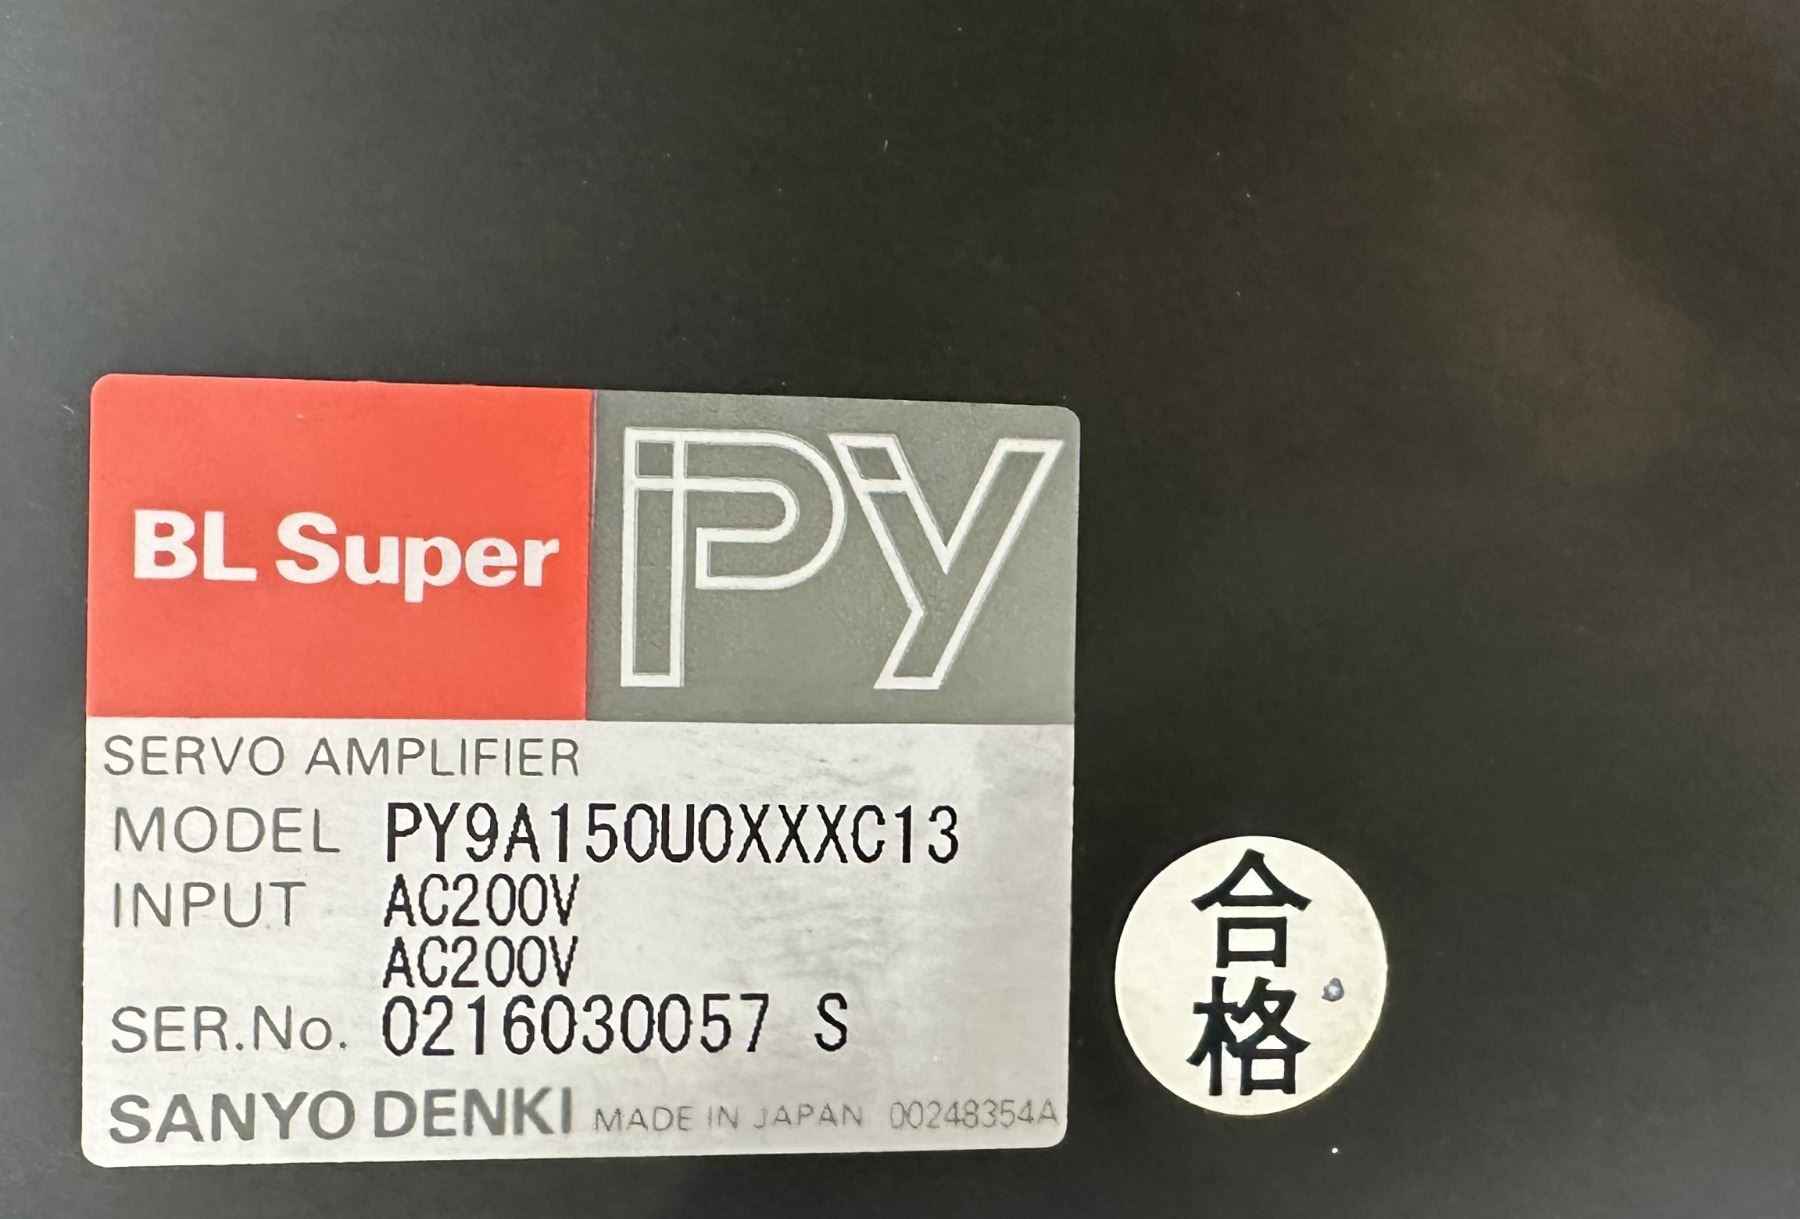 BL Super
PY
SERVO AMPLIFIER
MODEL PY9A150U0XXXC13
INPUT AC200V
AC200V
SER.No. 0216030057 S
SANYO DENKI MADE IN JAPAN 00248354A
合格